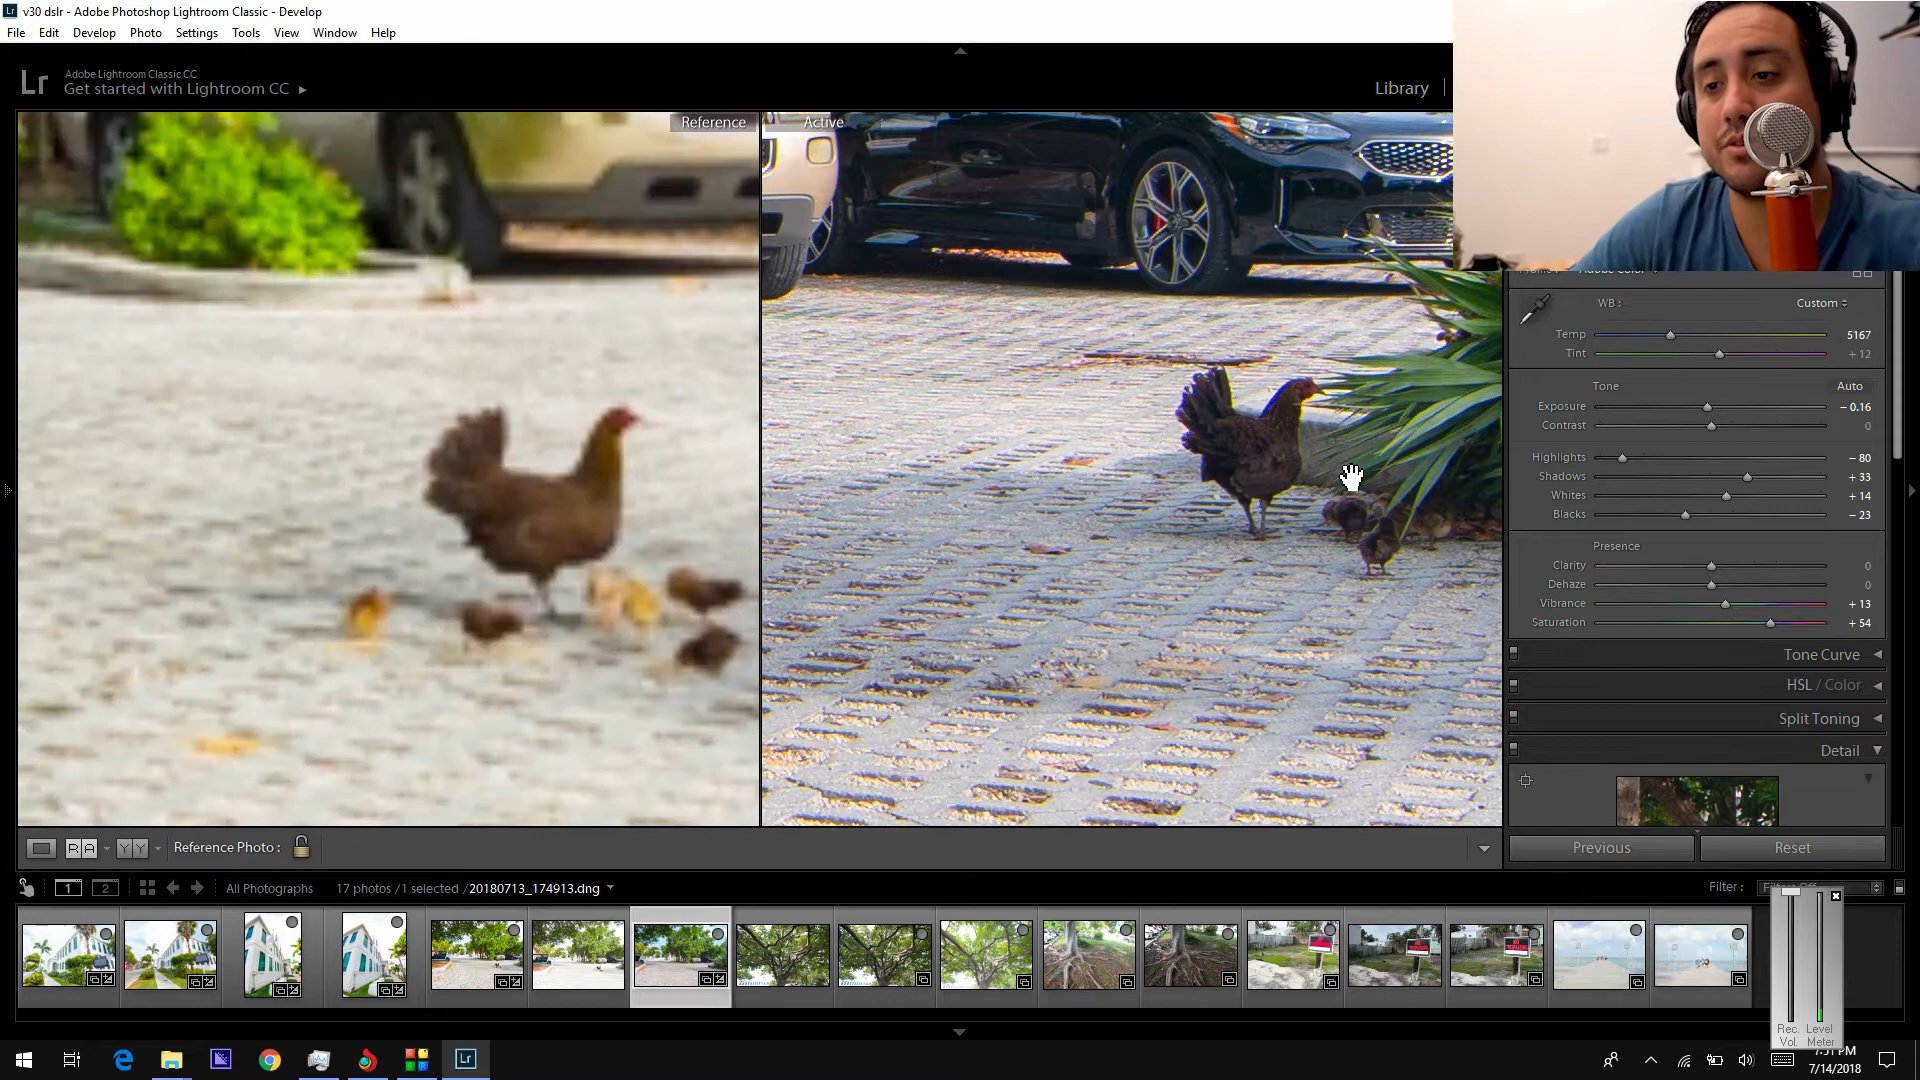 v30 dslr - Adobe Photoshop Lightroom Classic - Develop
File Edit Develop Photo Settings Tools View Window Help
Lr
Adobe Lightroom Classic CC
Get started with Lightroom CC
Library
Reference
Active
WB : Custom
Temp 5167
Tint + 12
Tone Auto
Exposure − 0.16
Contrast 0
Highlights − 80
Shadows + 33
Whites + 14
Blacks − 23
Presence
Clarity 0
Dehaze 0
Vibrance + 13
Saturation + 54
Tone Curve
HSL / Color
Split Toning
Detail
Previous Reset
R A Y Y Reference Photo :
1 2 All Photographs 17 photos /1 selected /20180713_174913.dng Filter :
Rec. Level
Vol. Meter
Lr
7/14/2018